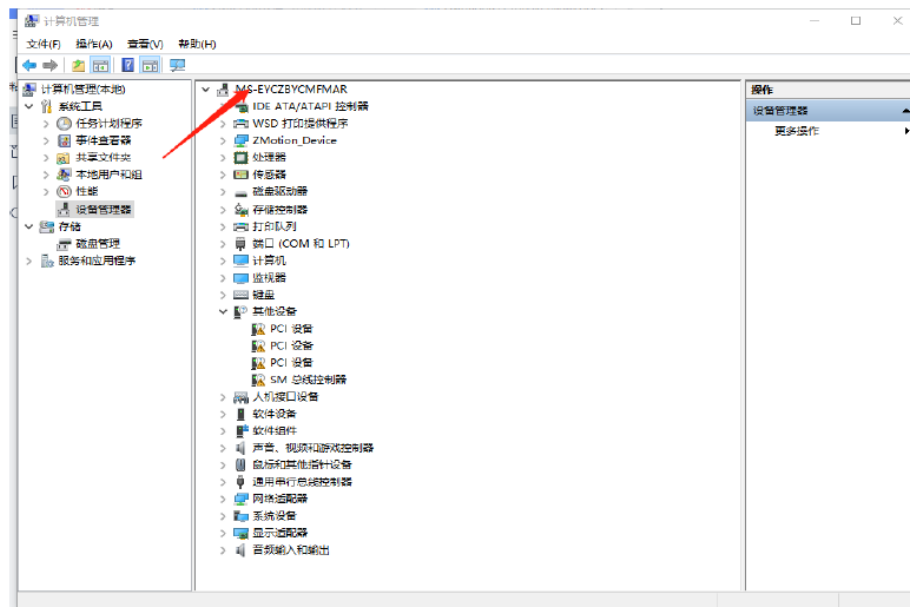 计算机管理
文件(F) 操作(A) 查看(V) 帮助(H)
计算机管理(本地)
系统工具
任务计划程序
事件查看器
共享文件夹
本地用户和组
性能
设备管理器
存储
磁盘管理
服务和应用程序
MS-EYCZBYCMFMAR
IDE ATA/ATAPI 控制器
WSD 打印提供程序
ZMotion_Device
处理器
传感器
磁盘驱动器
存储控制器
打印队列
端口 (COM 和 LPT)
计算机
监视器
键盘
其他设备
PCI 设备
PCI 设备
PCI 设备
SM 总线控制器
人机接口设备
软件设备
软件组件
声音、视频和游戏控制器
鼠标和其他指针设备
通用串行总线控制器
网络适配器
系统设备
显示适配器
音频输入和输出
操作
设备管理器
更多操作